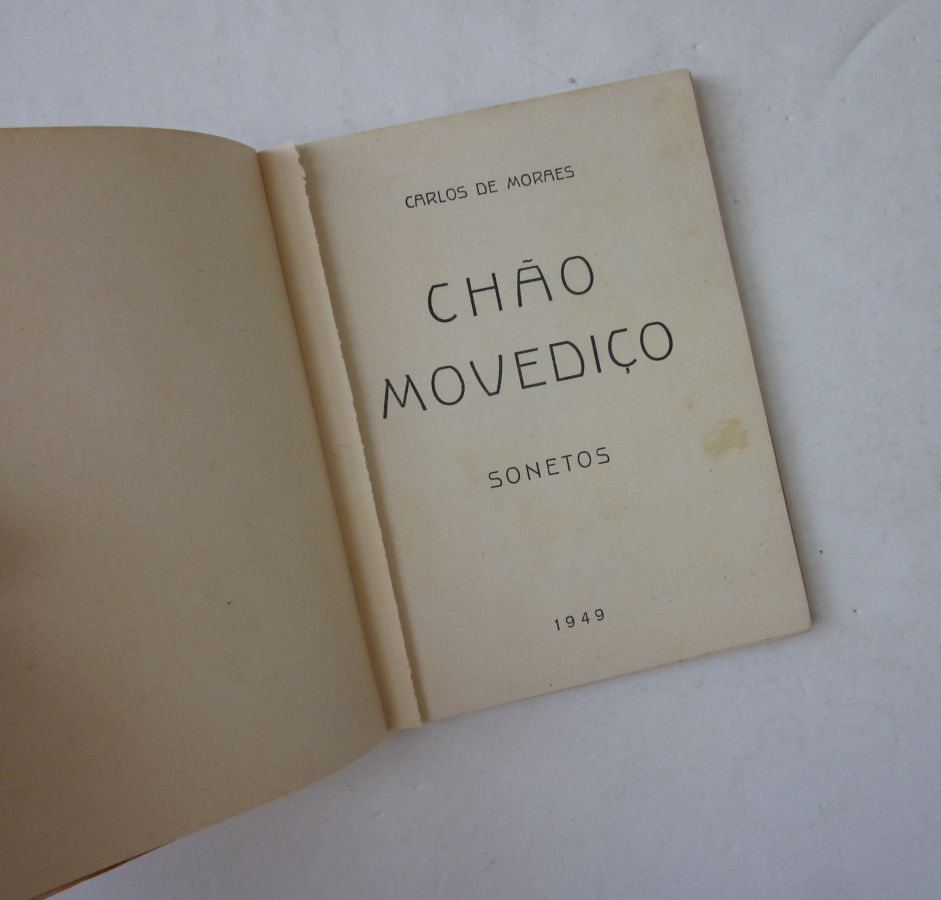 CARLOS DE MORAES
CHÃO
MOVEDIÇO
SONETOS
1949